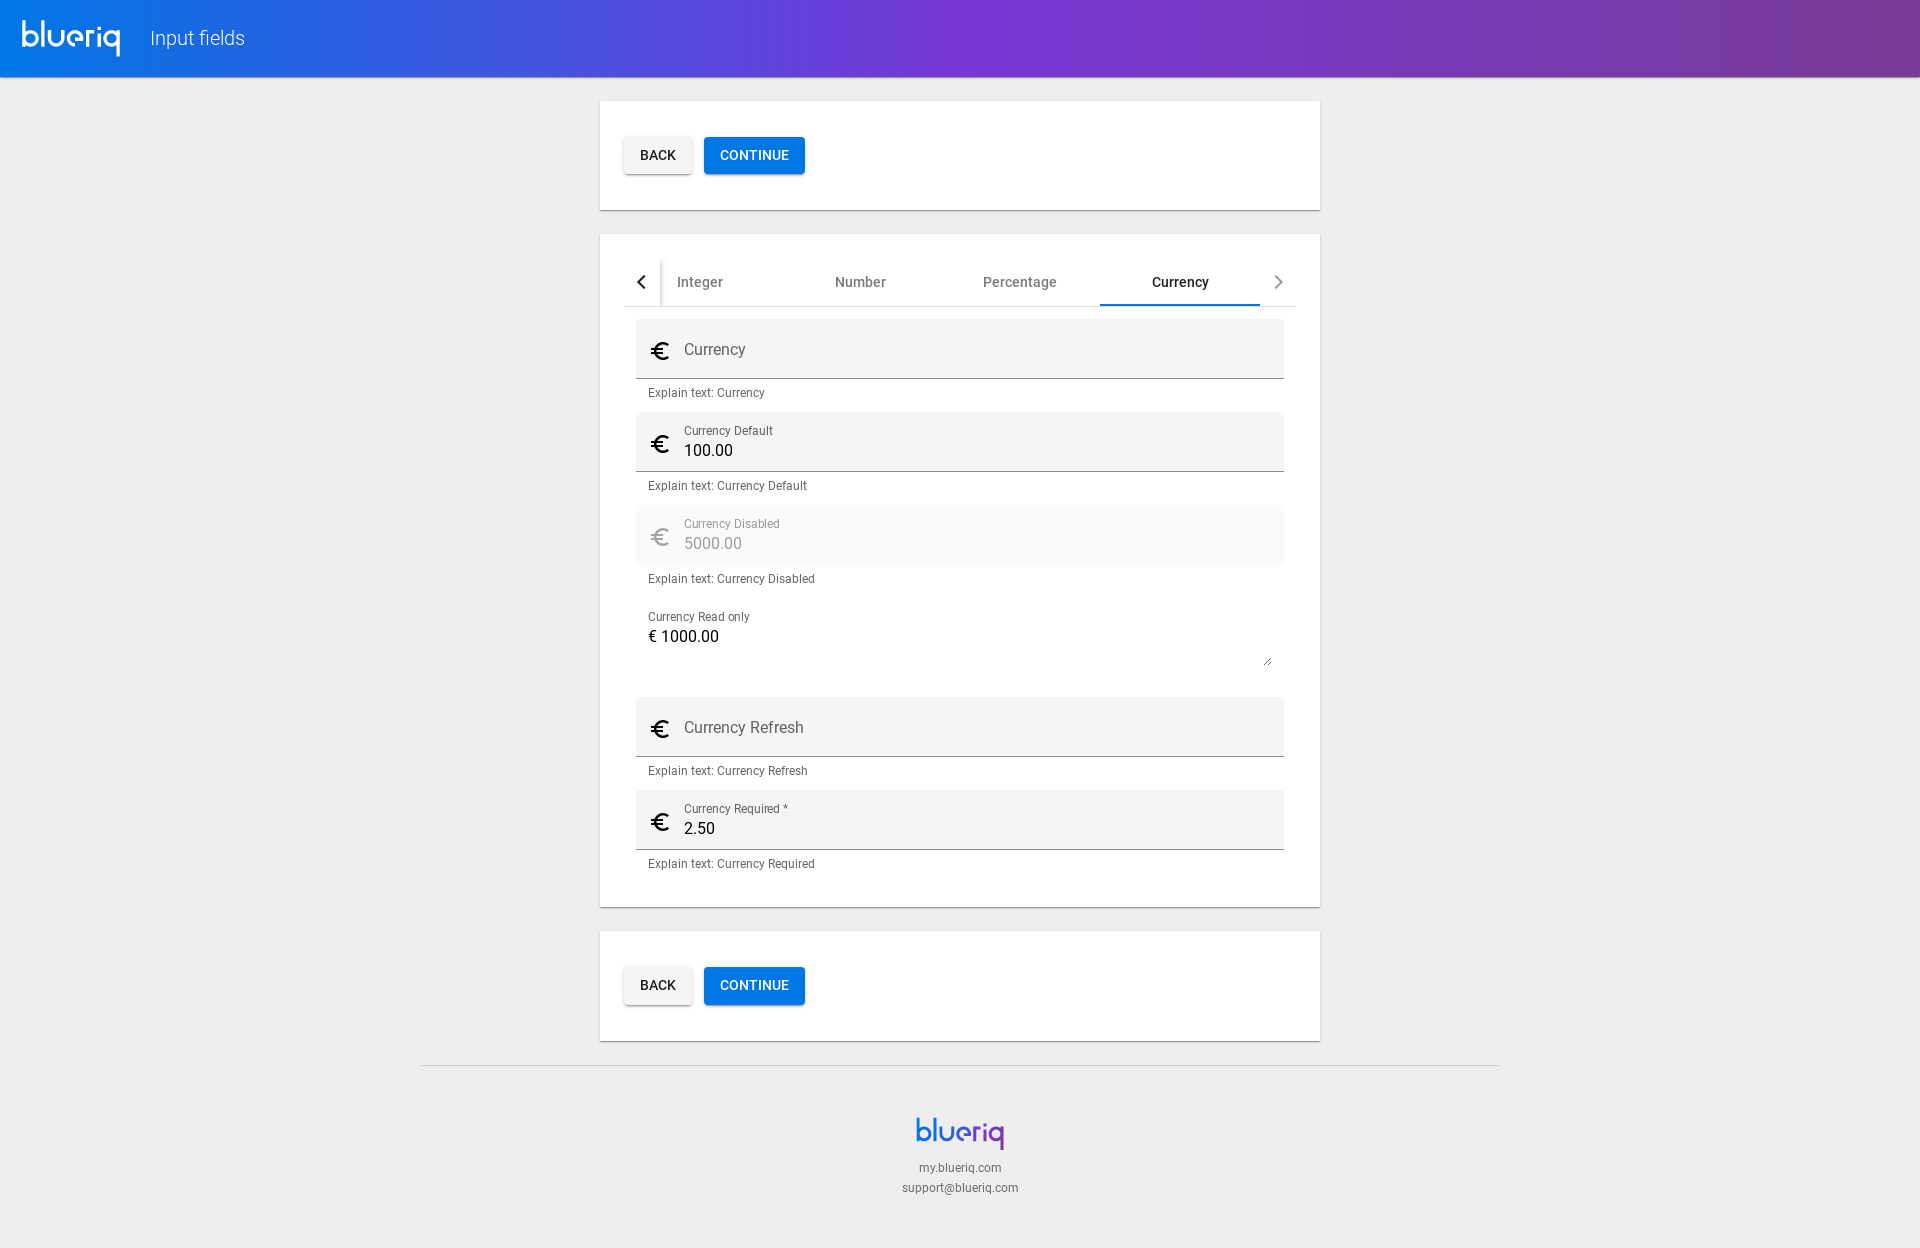 blueriq Input fields
BACK CONTINUE
Integer Number Percentage Currency
€ Currency
Explain text: Currency
Currency Default
€ 100.00
Explain text: Currency Default
Currency Disabled
€ 5000.00
Explain text: Currency Disabled
Currency Read only
€ 1000.00
€ Currency Refresh
Explain text: Currency Refresh
Currency Required *
€ 2.50
Explain text: Currency Required
BACK CONTINUE
blueriq
my.blueriq.com
support@blueriq.com